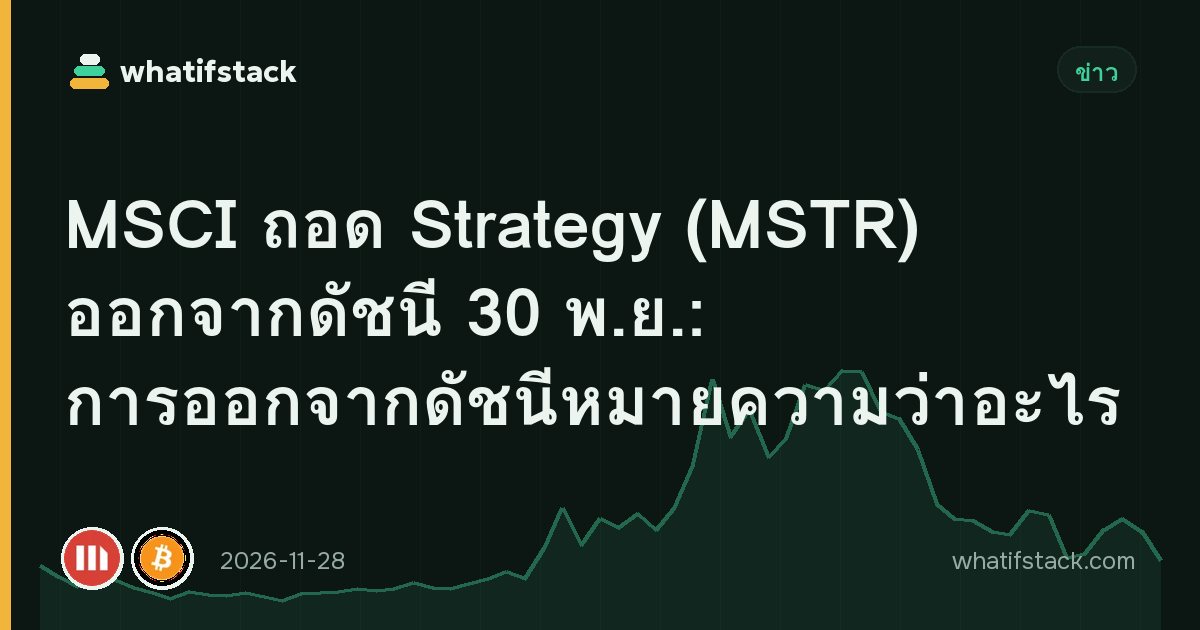 whatifstack
ข่าว
MSCI ถอด Strategy (MSTR)
ออกจากดัชนี 30 พ.ย.:
การออกจากดัชนีหมายความว่าอะไร
2026-11-28
whatifstack.com